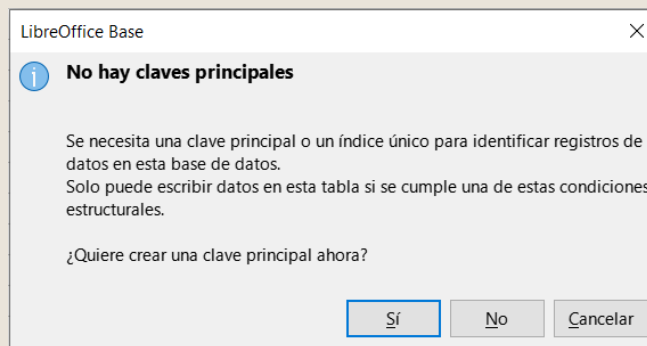 LibreOffice Base
No hay claves principales
Se necesita una clave principal o un índice único para identificar registros de
datos en esta base de datos.
Solo puede escribir datos en esta tabla si se cumple una de estas condiciones
estructurales.
¿Quiere crear una clave principal ahora?
Sí No Cancelar